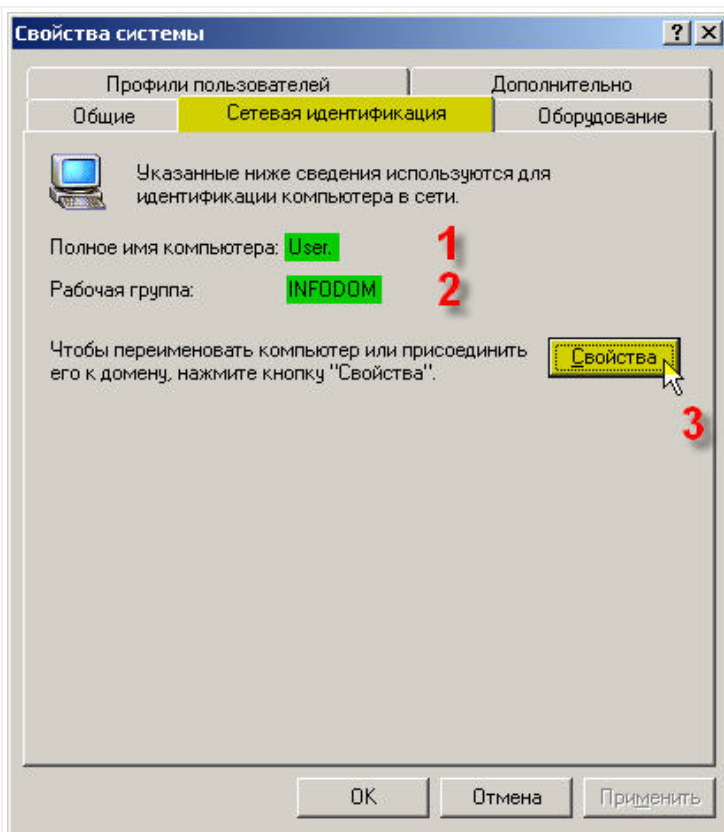 Свойства системы
Профили пользователей Дополнительно
Общие Сетевая идентификация Оборудование
Указанные ниже сведения используются для
идентификации компьютера в сети.
Полное имя компьютера: User. 1
Рабочая группа: INFODOM 2
Чтобы переименовать компьютер или присоединить
его к домену, нажмите кнопку "Свойства".
Свойства
3
OK Отмена Применить